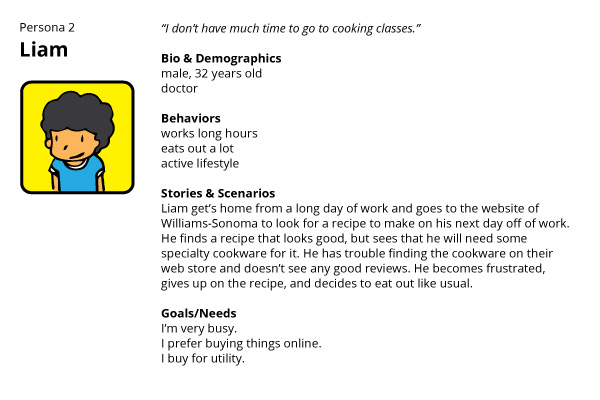 Persona 2
Liam
“I don’t have much time to go to cooking classes.”
Bio & Demographics
male, 32 years old
doctor
Behaviors
works long hours
eats out a lot
active lifestyle
Stories & Scenarios
Liam get’s home from a long day of work and goes to the website of
Williams-Sonoma to look for a recipe to make on his next day off of work.
He finds a recipe that looks good, but sees that he will need some
specialty cookware for it. He has trouble finding the cookware on their
web store and doesn’t see any good reviews. He becomes frustrated,
gives up on the recipe, and decides to eat out like usual.
Goals/Needs
I’m very busy.
I prefer buying things online.
I buy for utility.